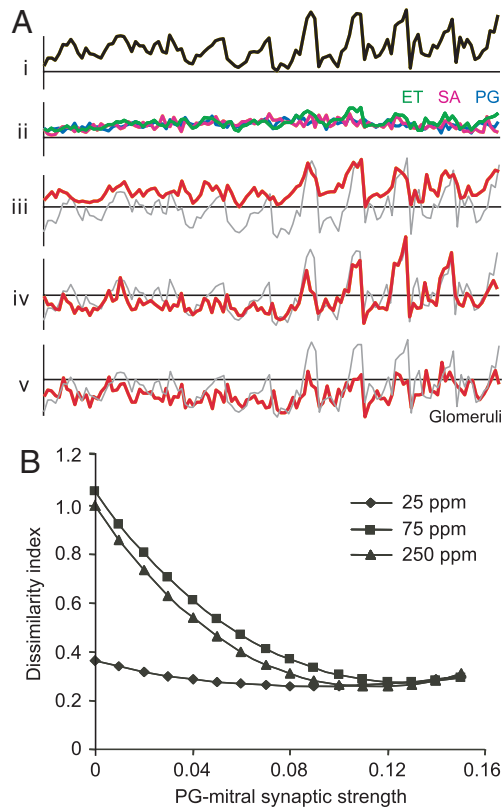 A
i
ET SA PG
ii
iii
iv
v
Glomeruli
B
1.2
1.0
0.8
0.6
0.4
0.2
0
25 ppm
75 ppm
250 ppm
Dissimilarity index
0 0.04 0.08 0.12 0.16
PG-mitral synaptic strength